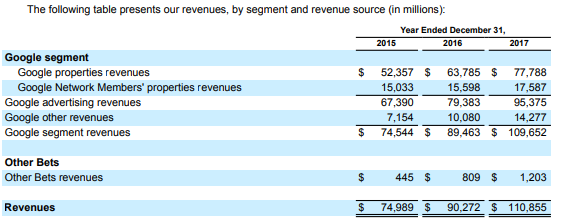 The following table presents our revenues, by segment and revenue source (in millions):
Year Ended December 31,
2015 2016 2017
Google segment
Google properties revenues $ 52,357 $ 63,785 $ 77,788
Google Network Members' properties revenues 15,033 15,598 17,587
Google advertising revenues 67,390 79,383 95,375
Google other revenues 7,154 10,080 14,277
Google segment revenues $ 74,544 $ 89,463 $ 109,652
Other Bets
Other Bets revenues $ 445 $ 809 $ 1,203
Revenues $ 74,989 $ 90,272 $ 110,855